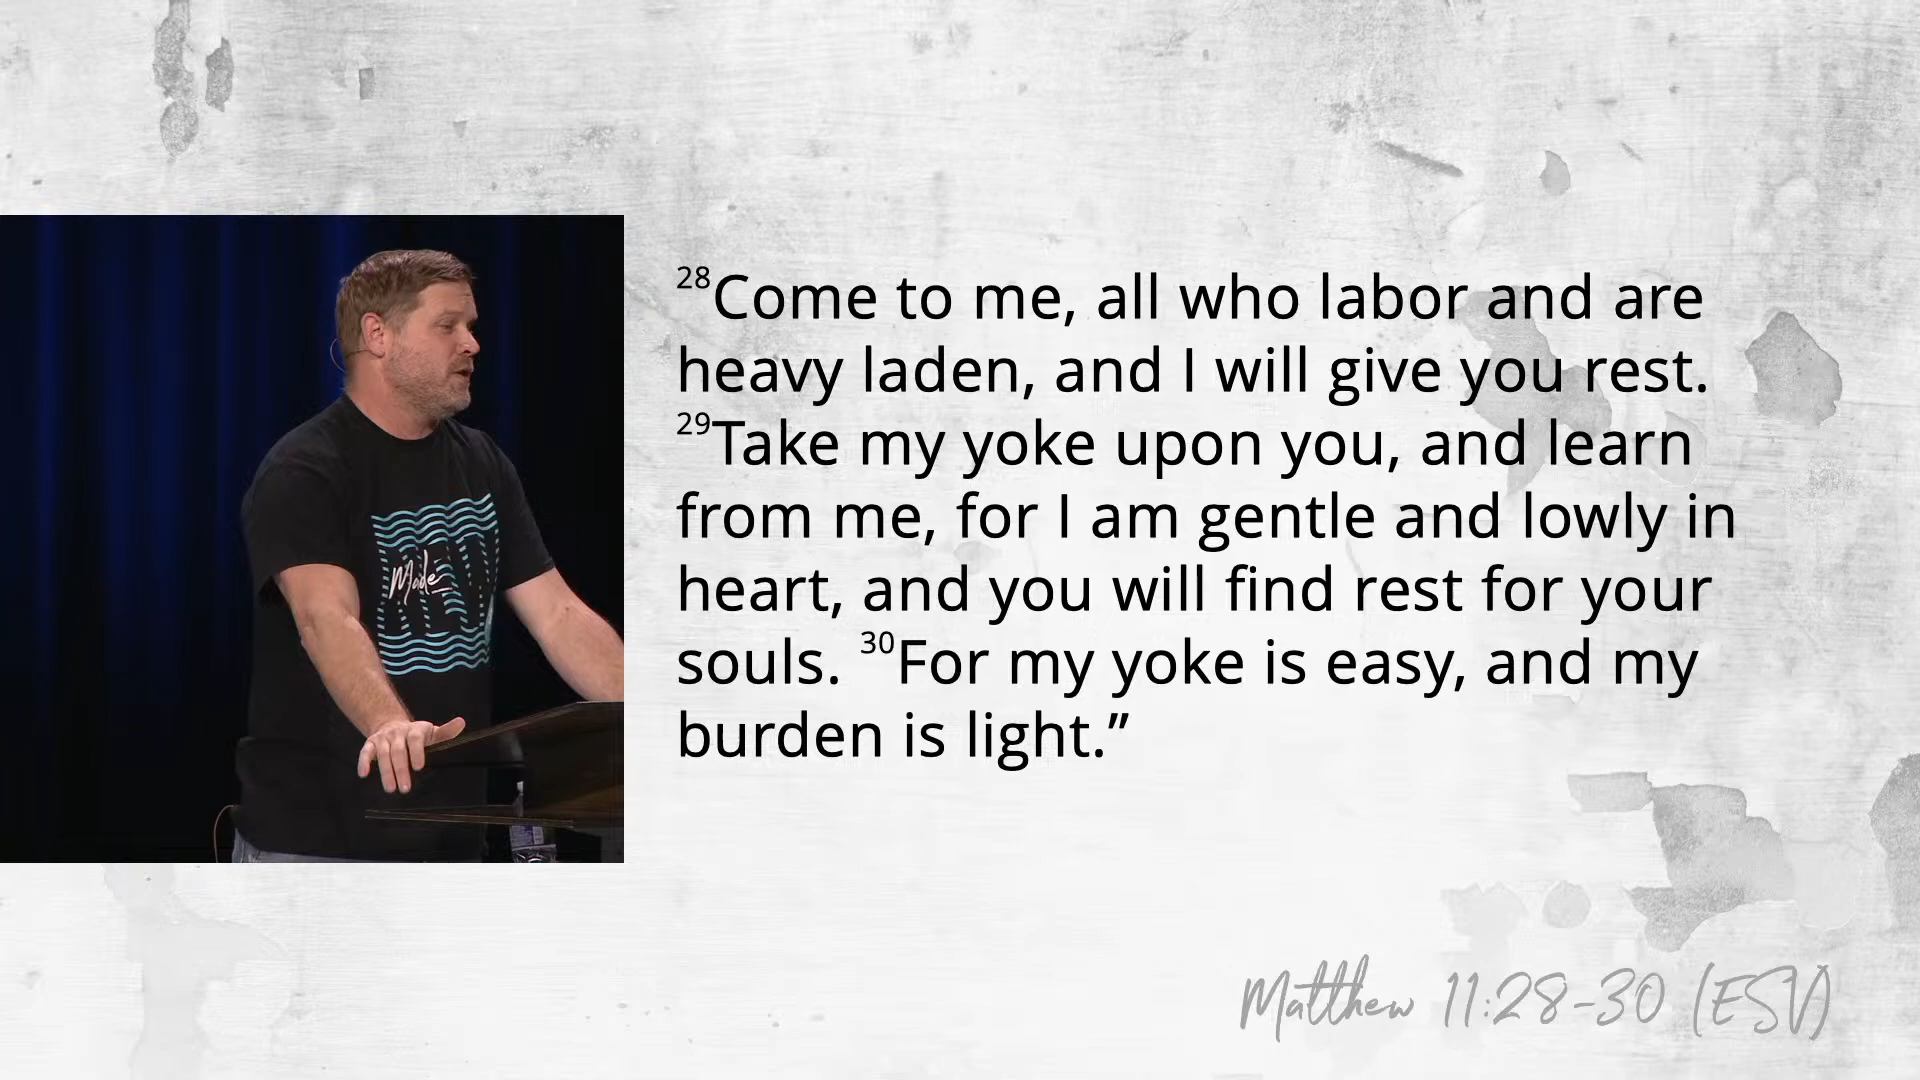 Made
NEW
28Come to me, all who labor and are
heavy laden, and I will give you rest.
29Take my yoke upon you, and learn
from me, for I am gentle and lowly in
heart, and you will find rest for your
souls. 30For my yoke is easy, and my
burden is light.”
Matthew 11:28-30 (ESV)